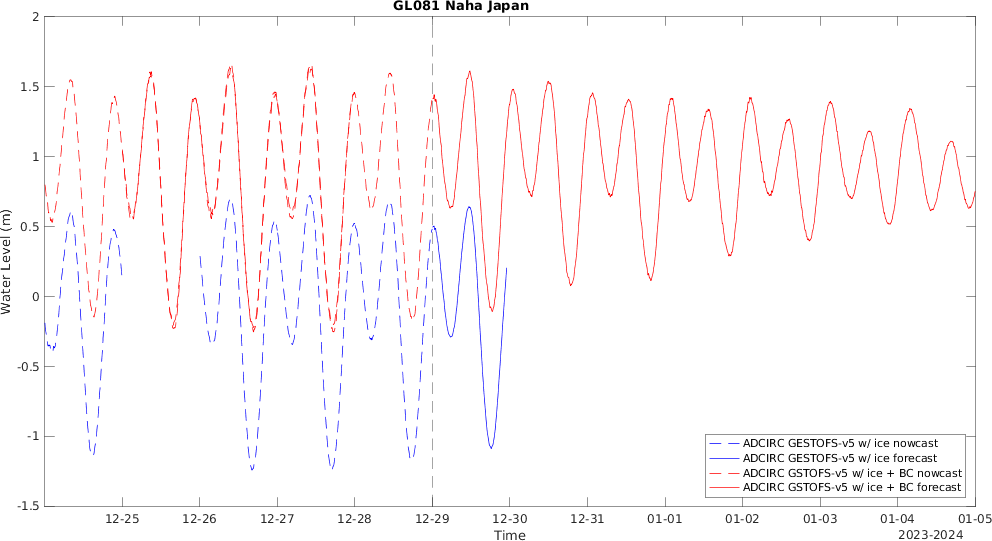 GL081 Naha Japan
Water Level (m)
2
1.5
1
0.5
0
-0.5
-1
-1.5
12-25 12-26 12-27 12-28 12-29 12-30 12-31 01-01 01-02 01-03 01-04 01-05
Time
2023-2024
ADCIRC GESTOFS-v5 w/ ice nowcast
ADCIRC GESTOFS-v5 w/ ice forecast
ADCIRC GSTOFS-v5 w/ ice + BC nowcast
ADCIRC GSTOFS-v5 w/ ice + BC forecast